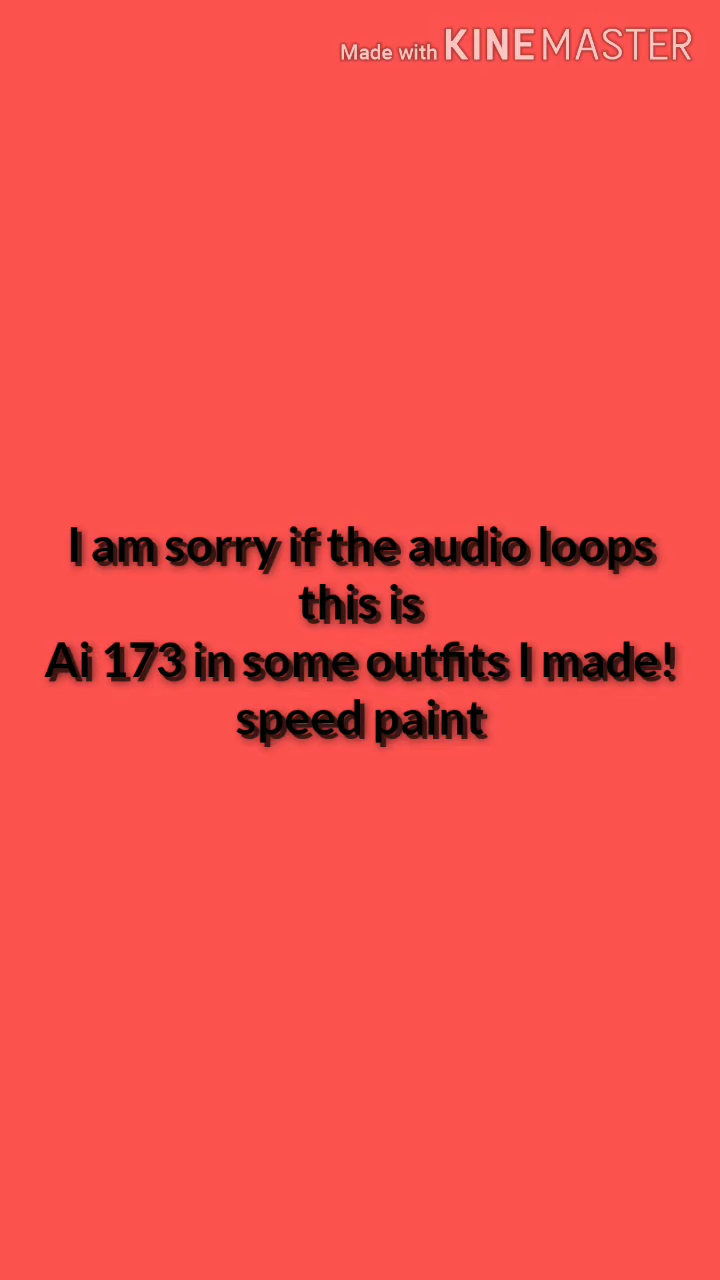 Made with KINEMASTER
I am sorry if the audio loops
this is
Ai 173 in some outfits I made!
speed paint